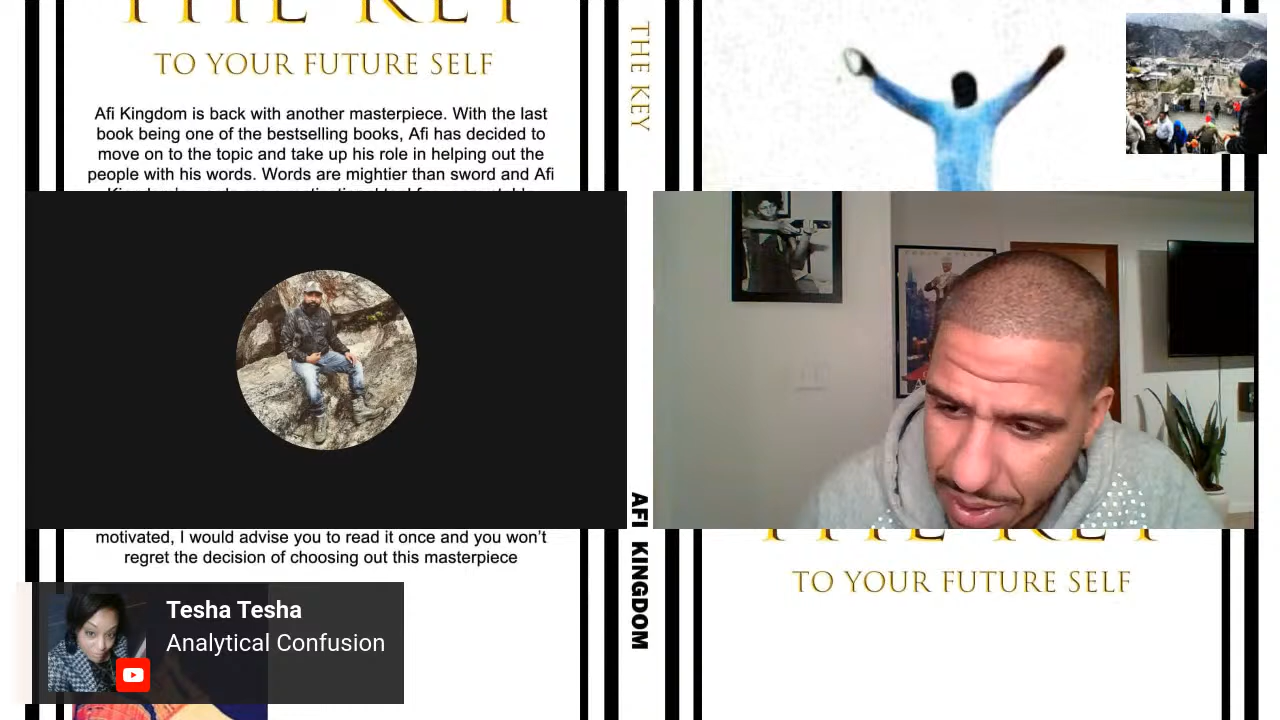 THE KEY
TO YOUR FUTURE SELF
Afi Kingdom is back with another masterpiece. With the last
book being one of the bestselling books, Afi has decided to
move on to the topic and take up his role in helping out the
people with his words. Words are mightier than sword and Afi
motivated, I would advise you to read it once and you won't
regret the decision of choosing out this masterpiece
THE KEY
AFI KINGDOM
THE KEY
TO YOUR FUTURE SELF
Tesha Tesha
Analytical Confusion